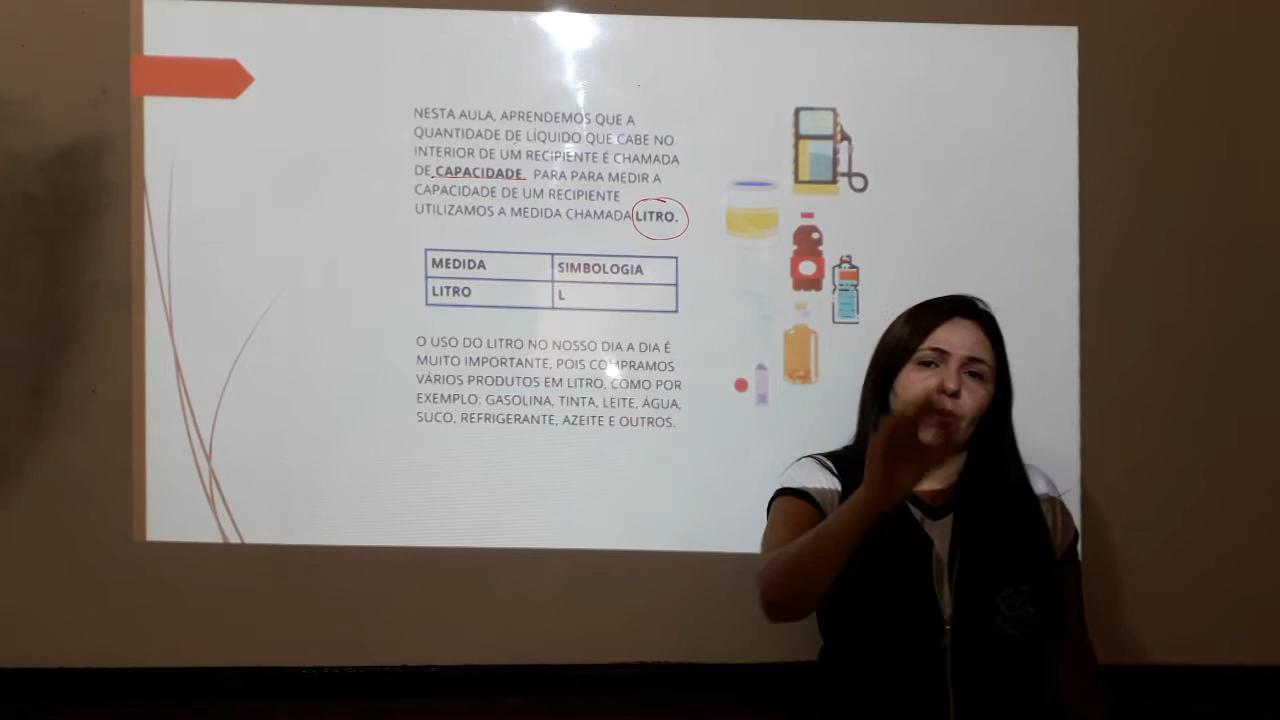 NESTA AULA, APRENDEMOS QUE A
QUANTIDADE DE LÍQUIDO QUE CABE NO
INTERIOR DE UM RECIPIENTE É CHAMADA
DE CAPACIDADE. PARA PARA MEDIR A
CAPACIDADE DE UM RECIPIENTE
UTILIZAMOS A MEDIDA CHAMADA LITRO.
MEDIDA SIMBOLOGIA
LITRO L
O USO DO LITRO NO NOSSO DIA A DIA É
MUITO IMPORTANTE, POIS COMPRAMOS
VÁRIOS PRODUTOS EM LITRO, COMO POR
EXEMPLO: GASOLINA, TINTA, LEITE, ÁGUA,
SUCO, REFRIGERANTE, AZEITE E OUTROS.